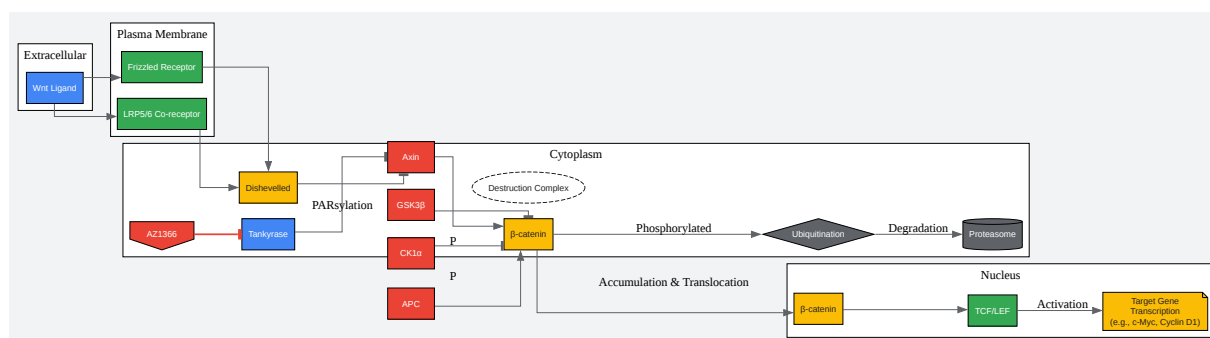 Plasma Membrane
Extracellular
Frizzled Receptor
Wnt Ligand
LRP5/6 Co-receptor
Cytoplasm
Axin
Destruction Complex
Dishevelled
PARsylation
GSK3β
AZ1366
Tankyrase
β-catenin
Phosphorylated
Ubiquitination
Degradation
Proteasome
P
CK1α
P
Accumulation & Translocation
Nucleus
APC
β-catenin
TCF/LEF
Activation
Target Gene
Transcription
(e.g., c-Myc, Cyclin D1)